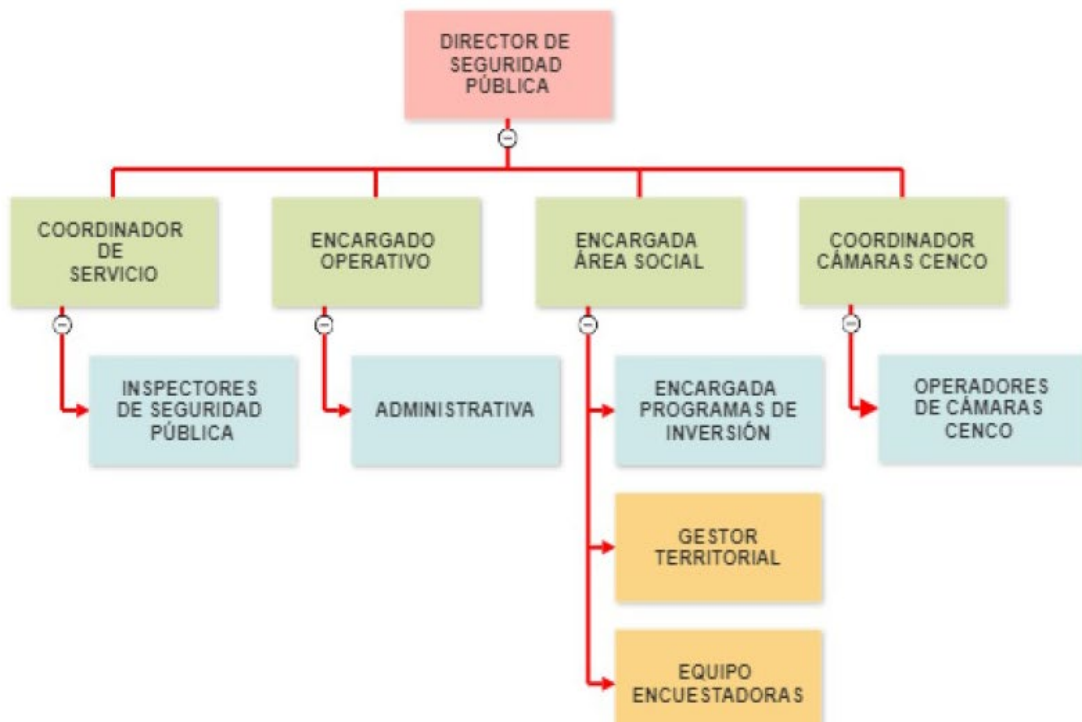 DIRECTOR DE
SEGURIDAD
PÚBLICA
COORDINADOR
DE
SERVICIO
ENCARGADO
OPERATIVO
ENCARGADA
ÁREA SOCIAL
COORDINADOR
CÁMARAS CENCO
INSPECTORES
DE SEGURIDAD
PÚBLICA
ADMINISTRATIVA
ENCARGADA
PROGRAMAS DE
INVERSIÓN
OPERADORES
DE CÁMARAS
CENCO
GESTOR
TERRITORIAL
EQUIPO
ENCUESTADORAS